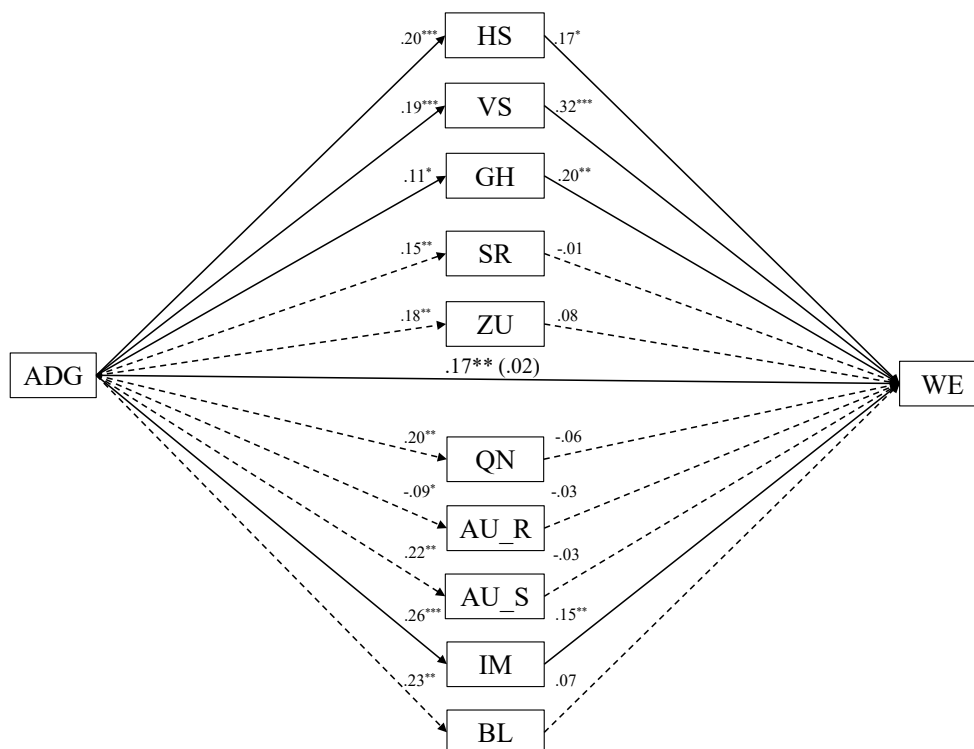 .20*** HS .17*
.19*** VS .32***
.11* GH .20**
.15** SR -.01
.18** ZU .08
ADG .17** (.02) WE
.20** QN -.06
-.09* AU_R -.03
.22** AU_S -.03
.26*** IM .15**
.23** BL .07